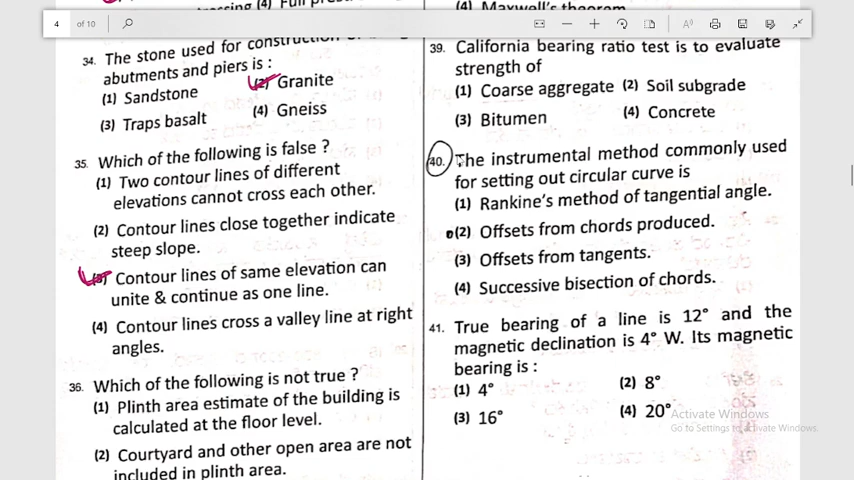 (4) Full
4 of 10
34. The stone used for
abutments and piers is :
(1) Sandstone
(2) Granite
(3) Traps basalt
(4) Gneiss
35. Which of the following is false ?
(1) Two contour lines of different
elevations cannot cross each other.
(2) Contour lines close together indicate
steep slope.
(3) Contour lines of same elevation can
unite & continue as one line.
(4) Contour lines cross a valley line at right
angles.
36. Which of the following is not true ?
(1) Plinth area estimate of the building is
calculated at the floor level.
(2) Courtyard and other open area are not
included in plinth area.
(4) Maxwell's theorem
39. California bearing ratio test is to evaluate
strength of
(1) Coarse aggregate (2) Soil subgrade
(3) Bitumen (4) Concrete
40. The instrumental method commonly used
for setting out circular curve is
(1) Rankine's method of tangential angle.
(2) Offsets from chords produced.
(3) Offsets from tangents.
(4) Successive bisection of chords.
41. True bearing of a line is 12° and the
magnetic declination is 4° W. Its magnetic
bearing is :
(1) 4° (2) 8°
(3) 16° (4) 20°
Activate Windows
Go to Settings to activate Windows.